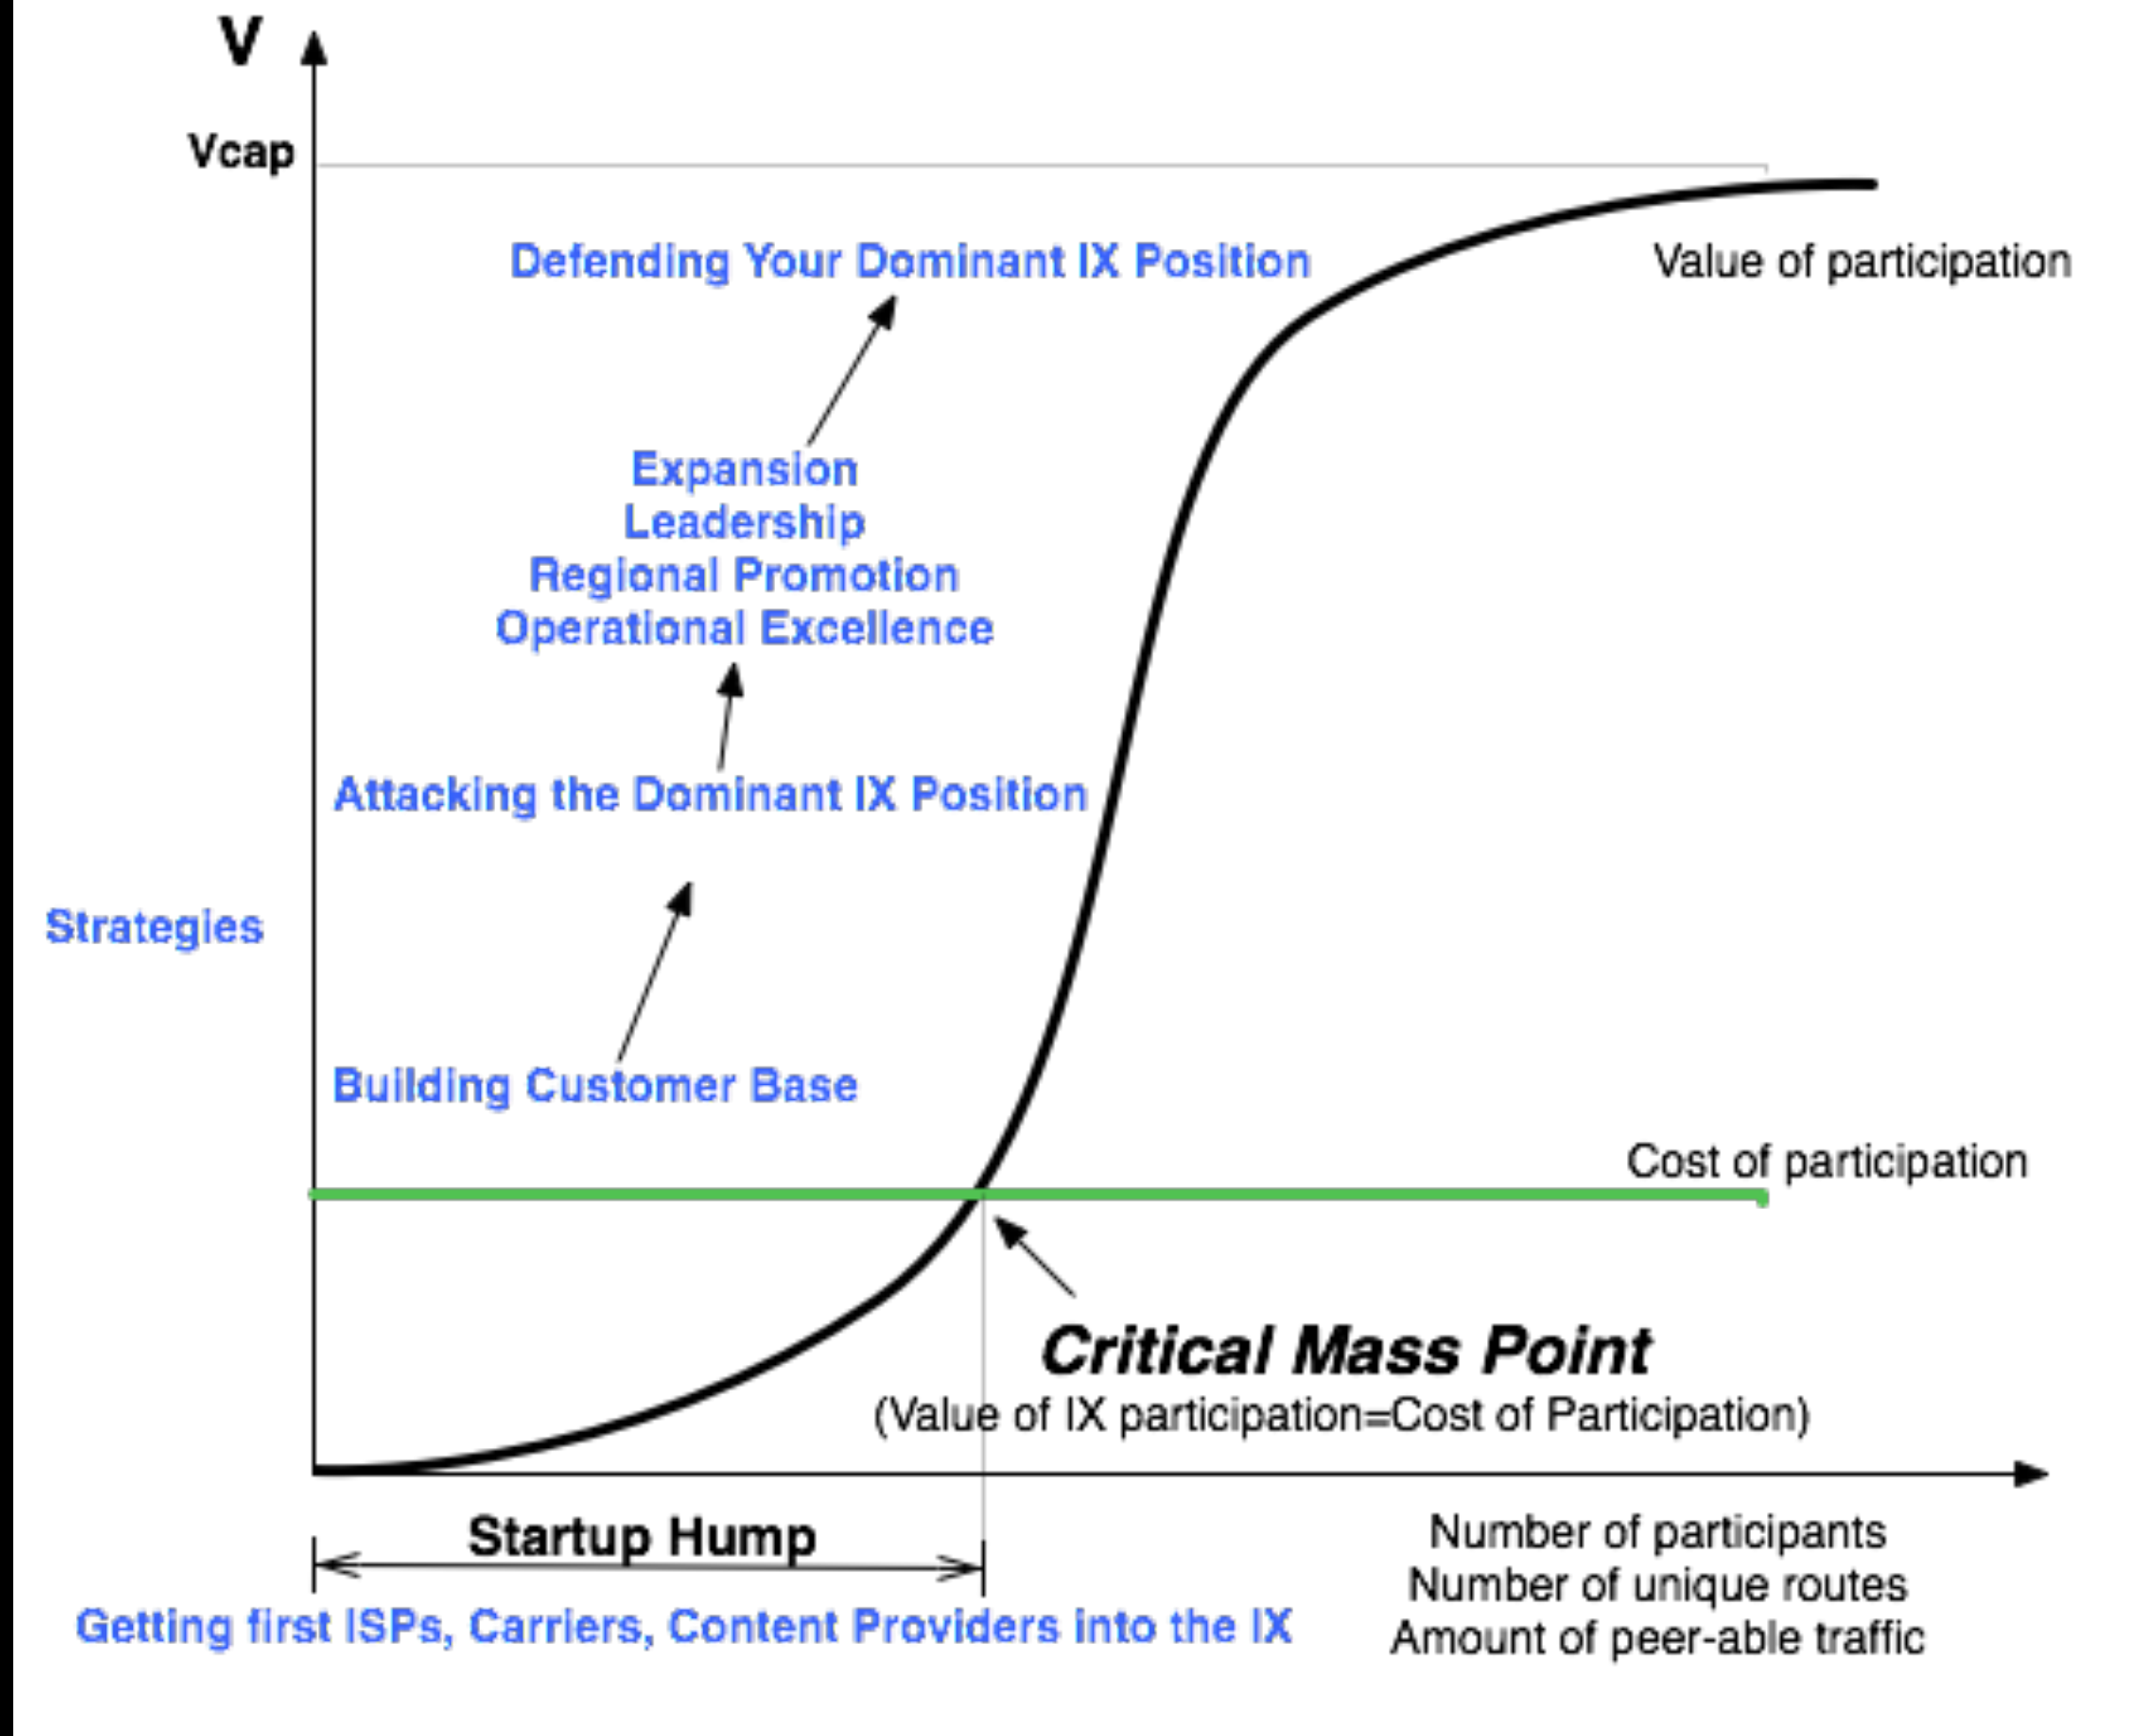 V
Vcap
Defending Your Dominant IX Position
Value of participation
Expansion
Leadership
Regional Promotion
Operational Excellence
Attacking the Dominant IX Position
Strategies
Building Customer Base
Cost of participation
Critical Mass Point
(Value of IX participation=Cost of Participation)
Startup Hump
Getting first ISPs, Carriers, Content Providers into the IX
Number of participants
Number of unique routes
Amount of peer-able traffic